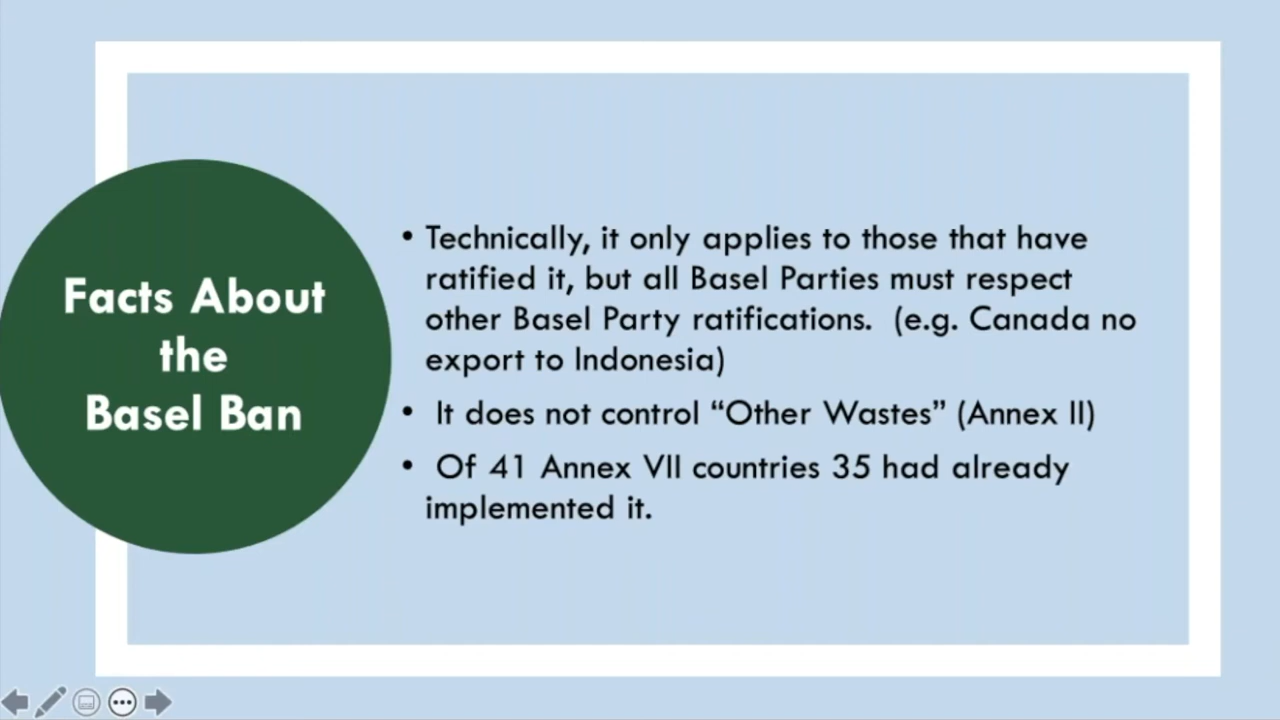 Facts About
the
Basel Ban
• Technically, it only applies to those that have
ratified it, but all Basel Parties must respect
other Basel Party ratifications.  (e.g. Canada no
export to Indonesia)
•  It does not control “Other Wastes” (Annex II)
•  Of 41 Annex VII countries 35 had already
implemented it.